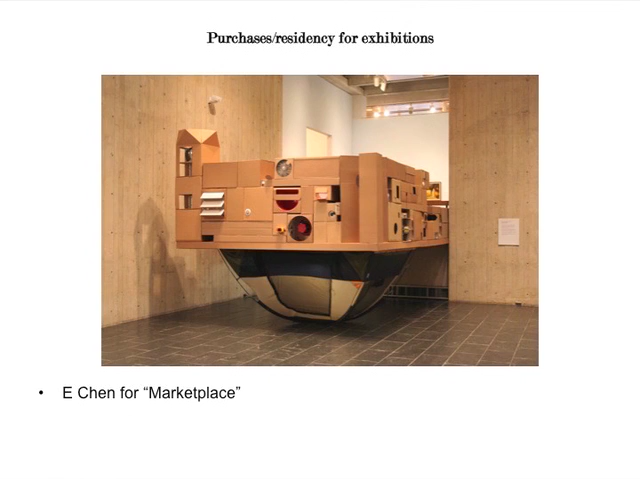 Purchases/residency for exhibitions
• E Chen for “Marketplace”